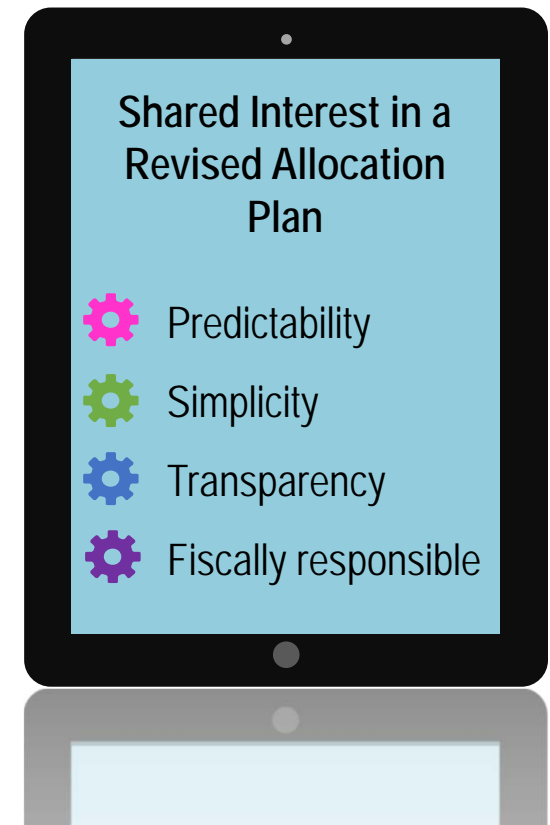 Shared Interest in a
Revised Allocation
Plan
Predictability
Simplicity
Transparency
Fiscally responsible